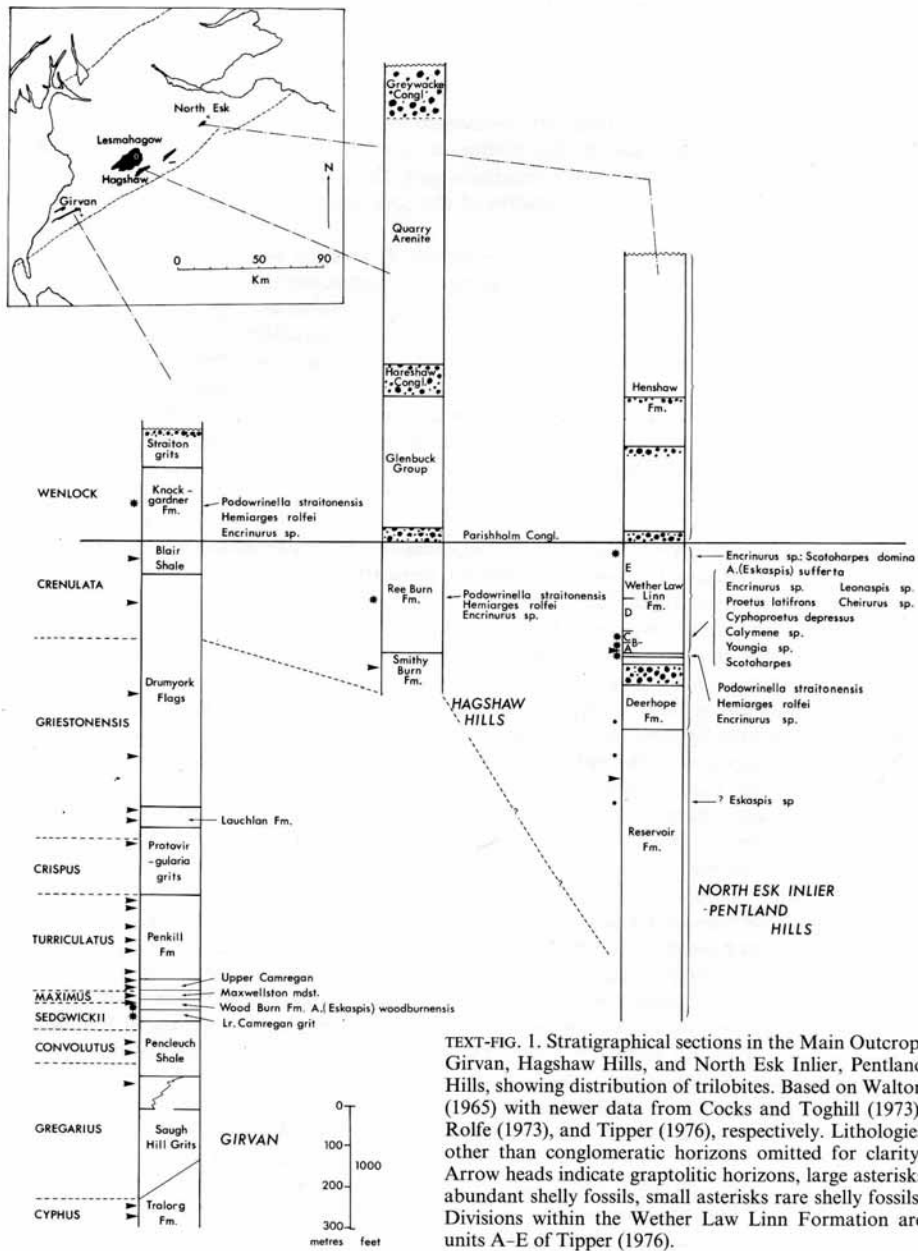 North Esk
Lesmahagow
Hagshaw
Girvan
N
0 50 90
Km
Greywacke
Congl.
Quarry
Arenite
Hareshaw
Congl.
Glenbuck
Group
Parishholm Congl.
Ree Burn
Fm.
Podowrinella straitonensis
Hemiarges rolfei
Encrinurus sp.
Smithy
Burn
Fm.
HAGSHAW
HILLS
Henshaw
Fm.
E
Wether Law
Linn
Fm.
D
C
B
A
Encrinurus sp.: Scotoharpes domina
A.(Eskaspis) sufferta
Encrinurus sp. Leonaspis sp.
Proetus latifrons Cheirurus sp.
Cyphoproetus depressus
Calymene sp.
Youngia sp.
Scotoharpes
Podowrinella straitonensis
Hemiarges rolfei
Encrinurus sp.
Deerhope
Fm.
? Eskaspis sp
Reservoir
Fm.
NORTH ESK INLIER
-PENTLAND
HILLS
Straiton
grits
WENLOCK
Knock-
gardner
Fm.
Podowrinella straitonensis
Hemiarges rolfei
Encrinurus sp.
Blair
Shale
CRENULATA
Drumyork
Flags
GRIESTONENSIS
Lauchlan Fm.
Protovir
-gularia
grits
CRISPUS
TURRICULATUS
Penkill
Fm
Upper Camregan
MAXIMUS
Maxwellston mdst.
Wood Burn Fm. A.(Eskaspis) woodburnensis
SEDGWICKII
Lr. Camregan grit
CONVOLUTUS
Pencleuch
Shale
GREGARIUS
Saugh
Hill Grits
GIRVAN
CYPHUS
Tralorg
Fm.
0
100
200
300
metres
1000
feet
TEXT-FIG. 1. Stratigraphical sections in the Main Outcrop
Girvan, Hagshaw Hills, and North Esk Inlier, Pentland
Hills, showing distribution of trilobites. Based on Walton
(1965) with newer data from Cocks and Toghill (1973)
Rolfe (1973), and Tipper (1976), respectively. Lithologie
other than conglomeratic horizons omitted for clarity
Arrow heads indicate graptolitic horizons, large asterisk
abundant shelly fossils, small asterisks rare shelly fossils
Divisions within the Wether Law Linn Formation are
units A–E of Tipper (1976).